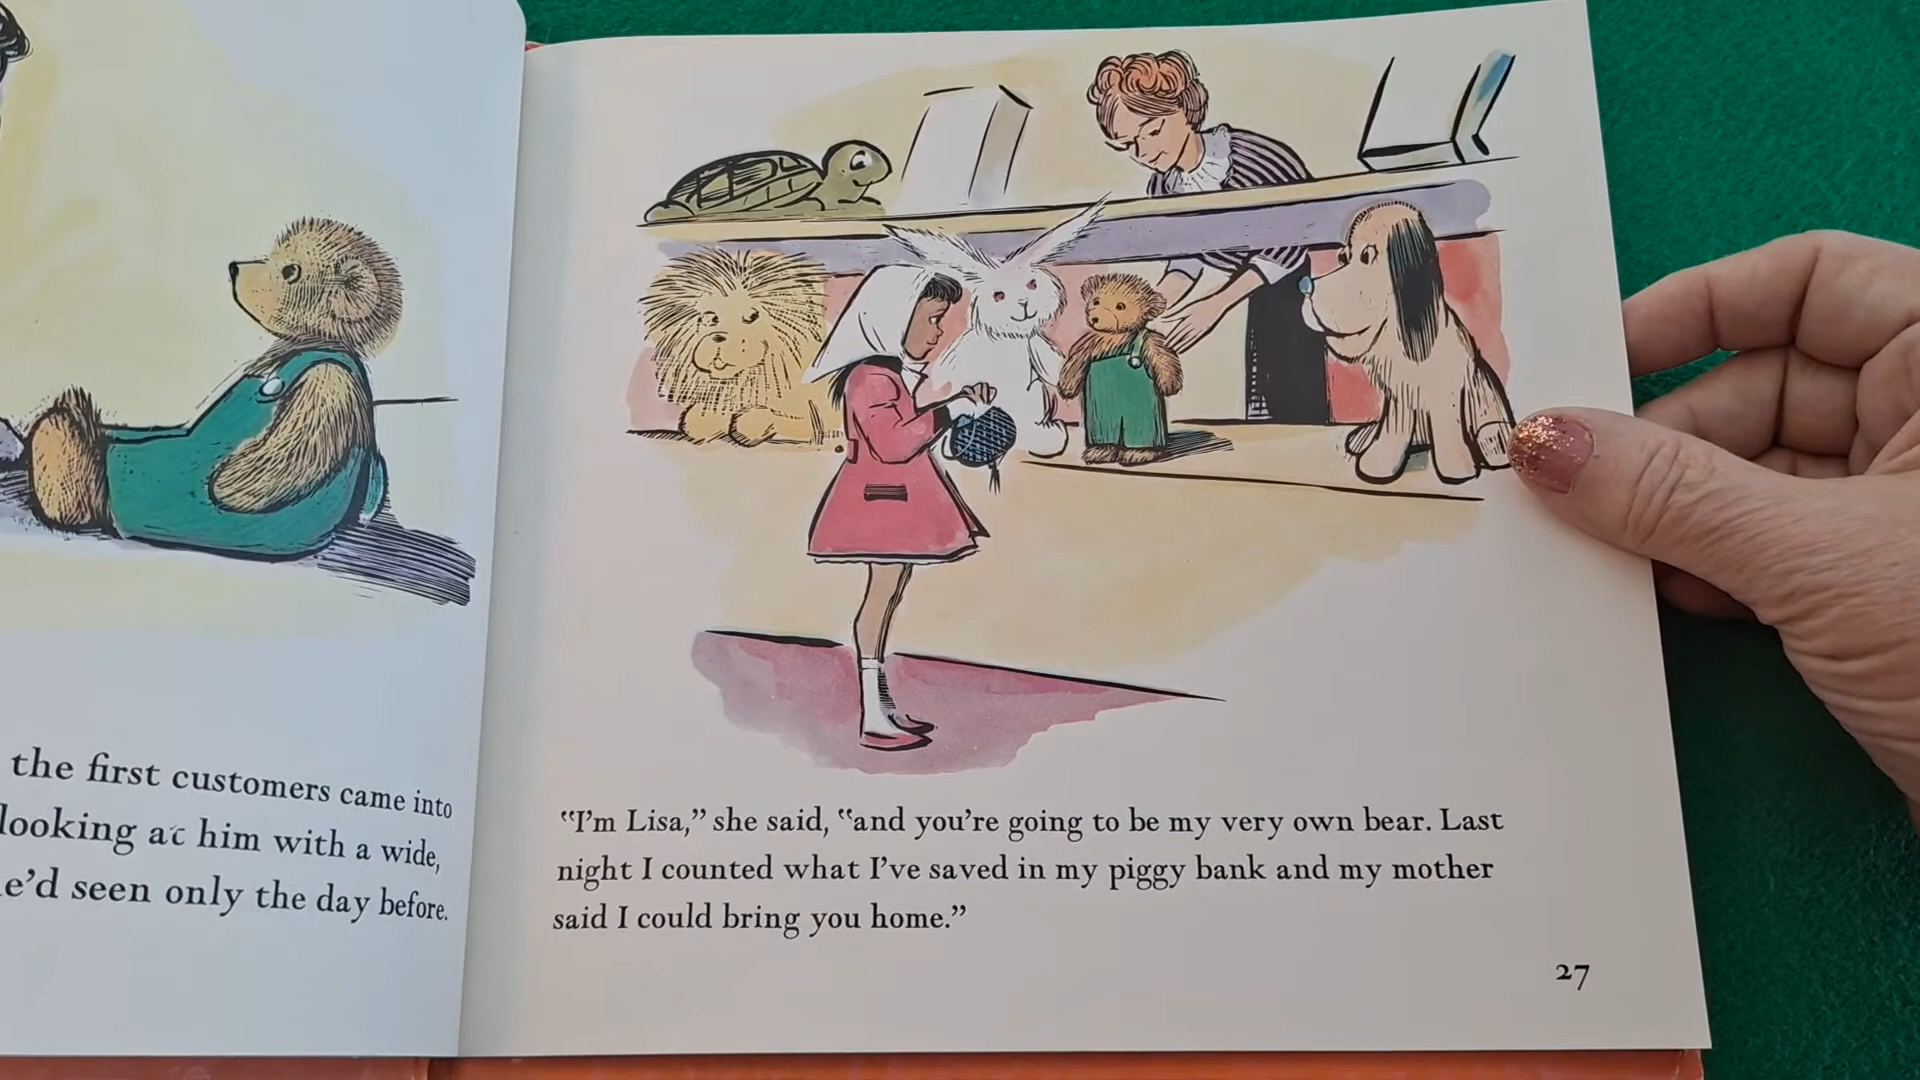 the first customers came into
looking at him with a wide,
e'd seen only the day before.
"I'm Lisa," she said, "and you're going to be my very own bear. Last
night I counted what I've saved in my piggy bank and my mother
said I could bring you home."
27